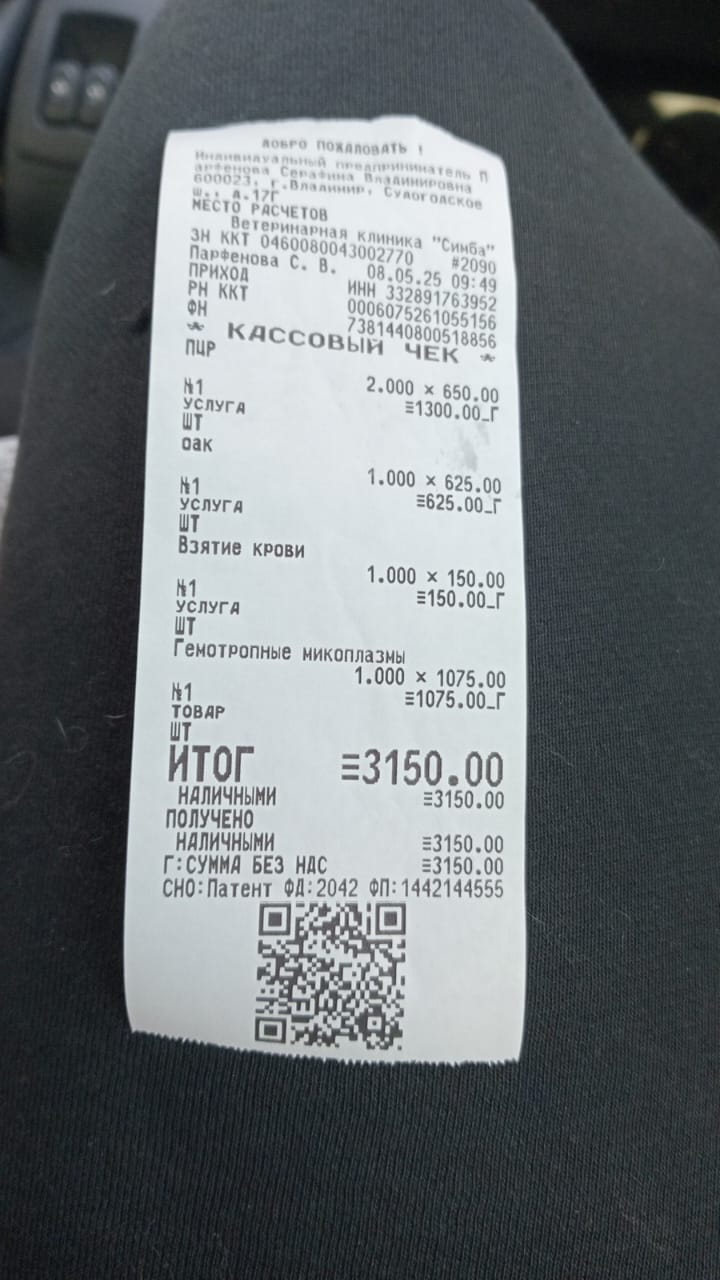 ДОБРО ПОЖАЛОВАТЬ !
Индивидуальный предприниматель П
арфенова Серафина Владимировна
600023, г.Владимир, Судогодское
ш., д.17Г
МЕСТО РАСЧЕТОВ
Ветеринарная клиника "Симба"
ЗН ККТ 0460080043002770 #2090
Парфенова С. В. 08.05.25 09:49
ПРИХОД ИНН 332891763952
РН ККТ 0006075261055156
ФН 7381440800518856
* КАССОВЫЙ ЧЕК *
ПЦР
№1 2.000 × 650.00
УСЛУГА ≡1300.00_Г
ШТ
оак
№1 1.000 × 625.00
УСЛУГА ≡625.00_Г
ШТ
Взятие крови
№1 1.000 × 150.00
УСЛУГА ≡150.00_Г
ШТ
Гемотропные микоплазмы
1.000 × 1075.00
№1 ≡1075.00_Г
ТОВАР
ШТ
ИТОГ ≡3150.00
НАЛИЧНЫМИ ≡3150.00
ПОЛУЧЕНО
НАЛИЧНЫМИ ≡3150.00
Г:СУММА БЕЗ НДС ≡3150.00
СНО:Патент ФД:2042 ФП:1442144555